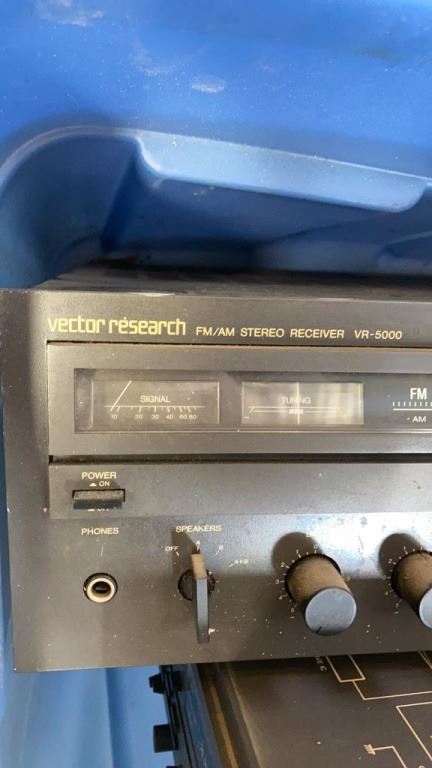 vector research FM/AM STEREO RECEIVER VR-5000
SIGNAL
TUNING
FM
AM
POWER
ON
PHONES
SPEAKERS
OFF A B A+B